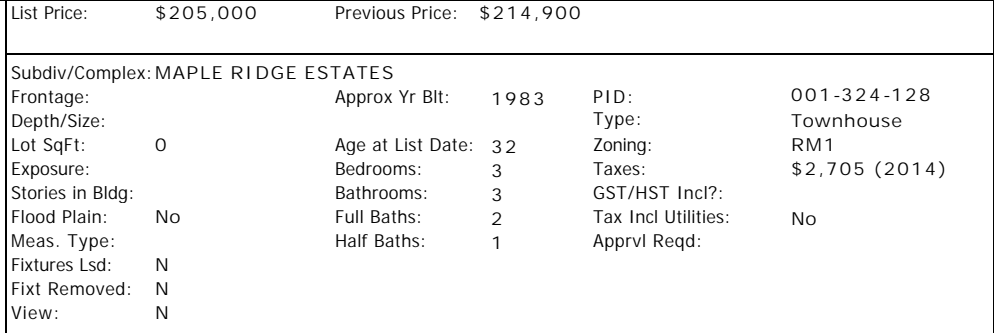 List Price: $205,000 Previous Price: $214,900
Subdiv/Complex: MAPLE RIDGE ESTATES
Frontage: Approx Yr Blt: 1983 PID: 001-324-128
Depth/Size: Type: Townhouse
Lot SqFt: 0 Age at List Date: 32 Zoning: RM1
Exposure: Bedrooms: 3 Taxes: $2,705 (2014)
Stories in Bldg: Bathrooms: 3 GST/HST Incl?:
Flood Plain: No Full Baths: 2 Tax Incl Utilities: No
Meas. Type: Half Baths: 1 Apprvl Reqd:
Fixtures Lsd: N
Fixt Removed: N
View: N